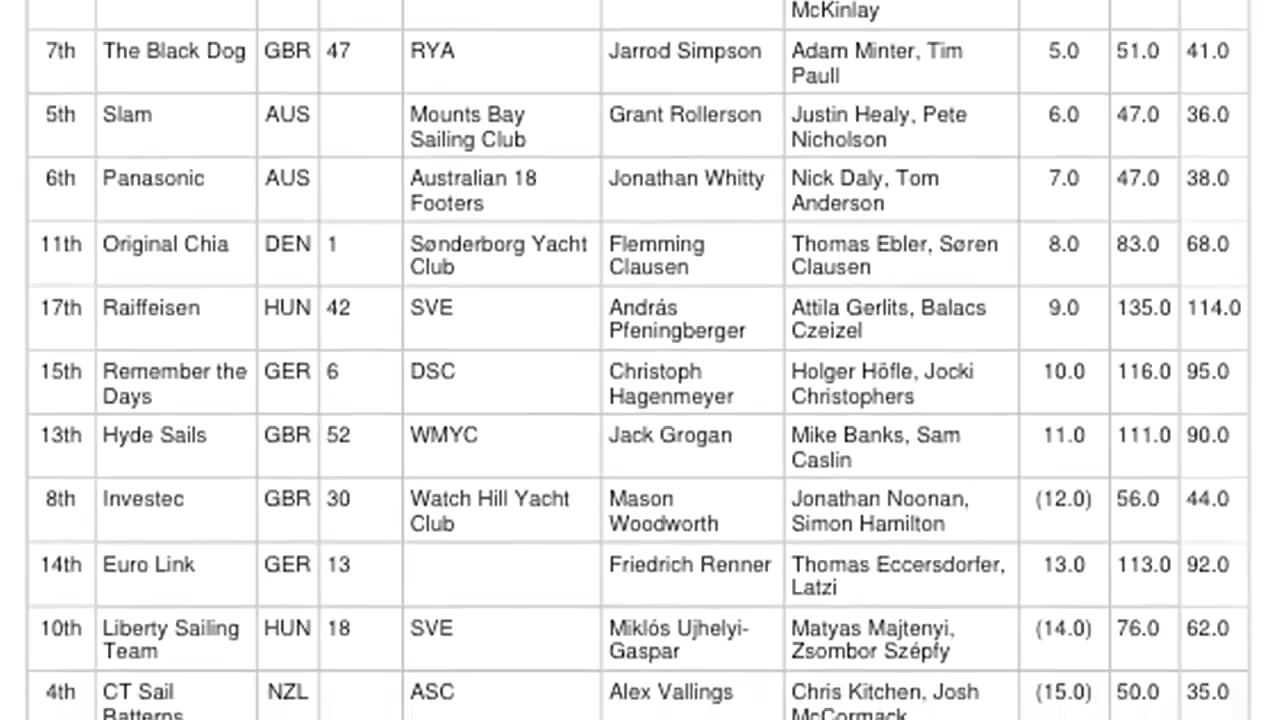 McKinlay
7th The Black Dog GBR 47 RYA Jarrod Simpson Adam Minter, Tim 5.0 51.0 41.0
Paull
5th Slam AUS Mounts Bay Grant Rollerson Justin Healy, Pete 6.0 47.0 36.0
Sailing Club Nicholson
6th Panasonic AUS Australian 18 Jonathan Whitty Nick Daly, Tom 7.0 47.0 38.0
Footers Anderson
11th Original Chia DEN 1 Sønderborg Yacht Flemming Thomas Ebler, Søren 8.0 83.0 68.0
Club Clausen Clausen
17th Raiffeisen HUN 42 SVE András Attila Gerlits, Balacs 9.0 135.0 114.0
Pfeningberger Czeizel
15th Remember the GER 6 DSC Christoph Holger Höfle, Jocki 10.0 116.0 95.0
Days Hagenmeyer Christophers
13th Hyde Sails GBR 52 WMYC Jack Grogan Mike Banks, Sam 11.0 111.0 90.0
Caslin
8th Investec GBR 30 Watch Hill Yacht Mason Jonathan Noonan, (12.0) 56.0 44.0
Club Woodworth Simon Hamilton
14th Euro Link GER 13 Friedrich Renner Thomas Eccersdorfer, 13.0 113.0 92.0
Latzi
10th Liberty Sailing HUN 18 SVE Miklós Ujhelyi- Matyas Majtenyi, (14.0) 76.0 62.0
Team Gaspar Zsombor Szépfy
4th CT Sail NZL ASC Alex Vallings Chris Kitchen, Josh (15.0) 50.0 35.0
Battens McCormack